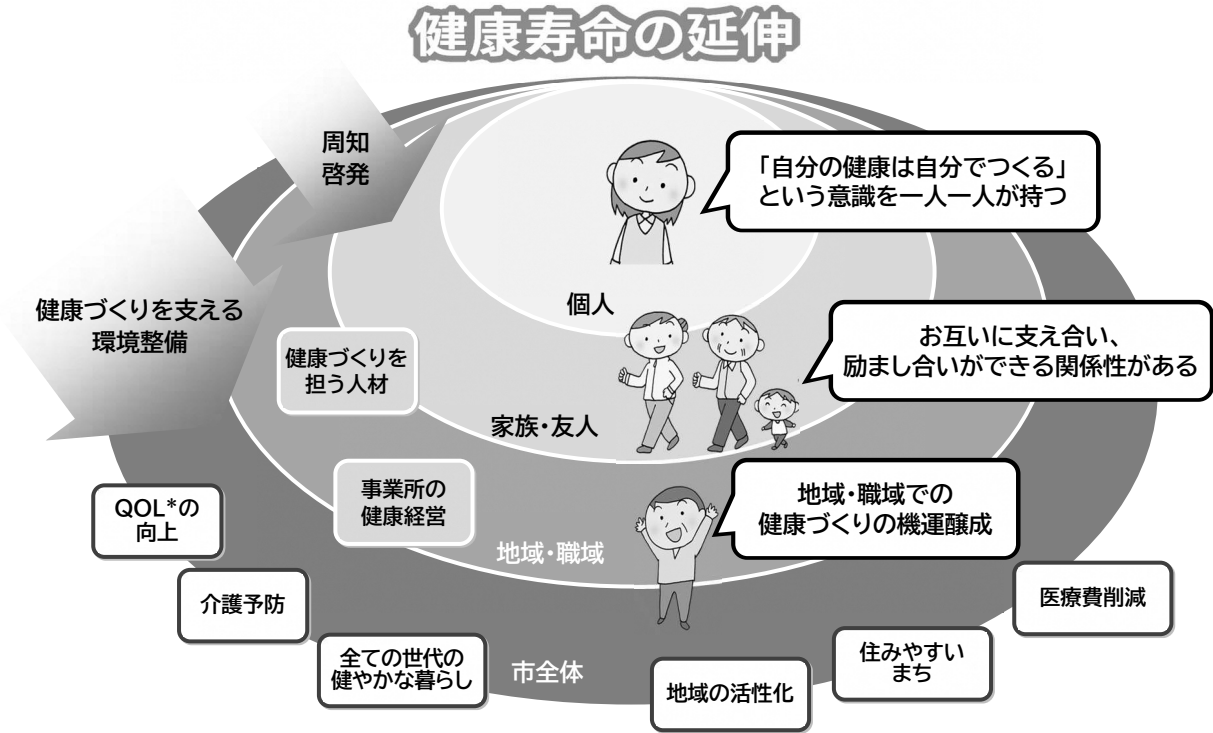 健康寿命の延伸
周知
啓発
「自分の健康は自分でつくる」
という意識を一人一人が持つ
健康づくりを支える
環境整備
個人
お互いに支え合い、
励まし合いができる関係性がある
健康づくりを
担う人材
家族・友人
事業所の
健康経営
地域・職域での
健康づくりの機運醸成
QOL*の
向上
地域・職域
介護予防
医療費削減
全ての世代の
健やかな暮らし
市全体
地域の活性化
住みやすい
まち